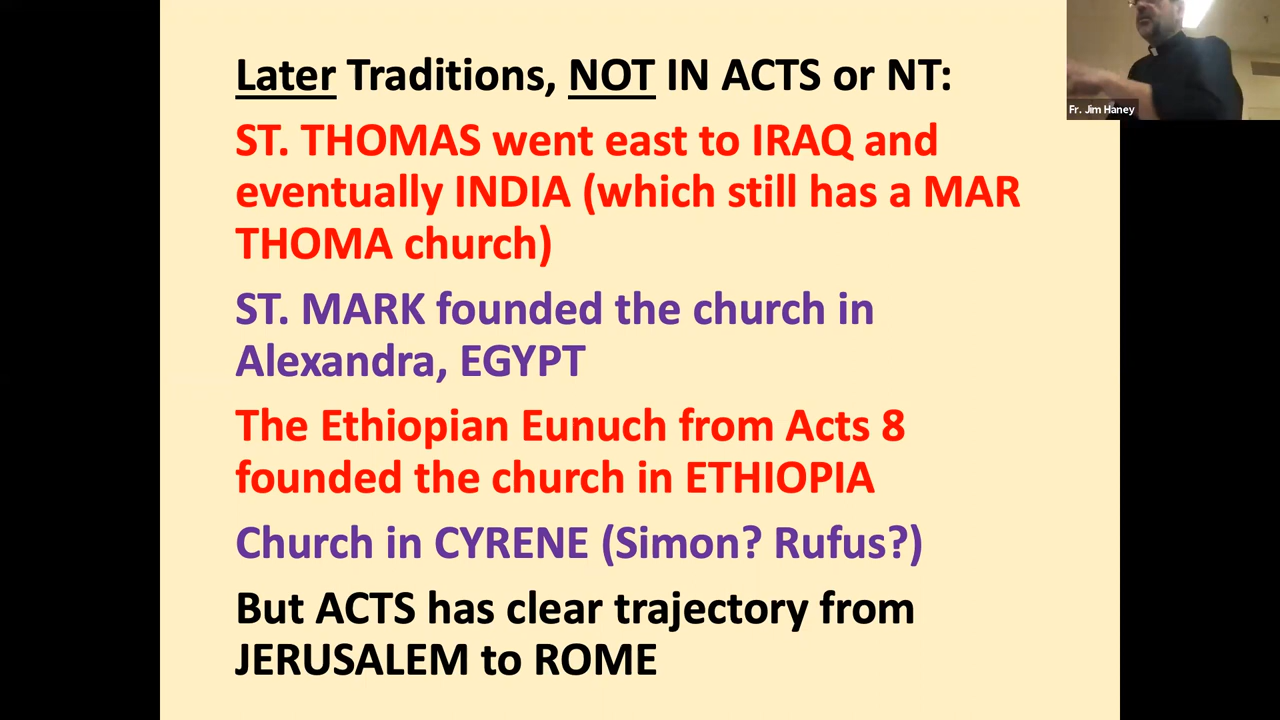 Later Traditions, NOT IN ACTS or NT:
ST. THOMAS went east to IRAQ and
eventually INDIA (which still has a MAR
THOMA church)
ST. MARK founded the church in
Alexandra, EGYPT
The Ethiopian Eunuch from Acts 8
founded the church in ETHIOPIA
Church in CYRENE (Simon? Rufus?)
But ACTS has clear trajectory from
JERUSALEM to ROME
Fr. Jim Haney